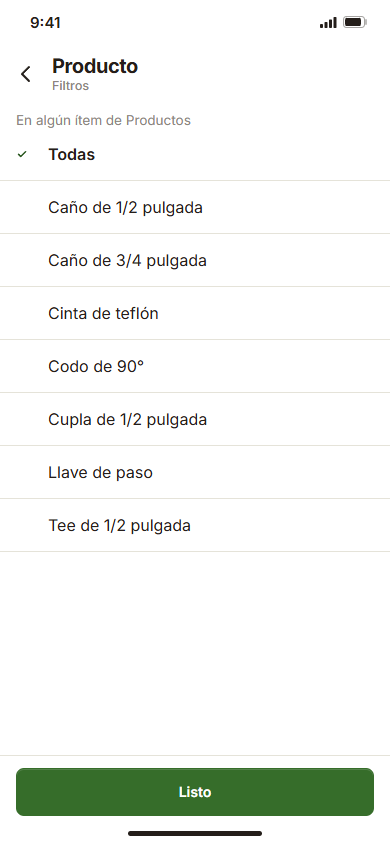 9:41
Producto
Filtros
En algún ítem de Productos
Todas
Caño de 1/2 pulgada
Caño de 3/4 pulgada
Cinta de teflón
Codo de 90°
Cupla de 1/2 pulgada
Llave de paso
Tee de 1/2 pulgada
Listo